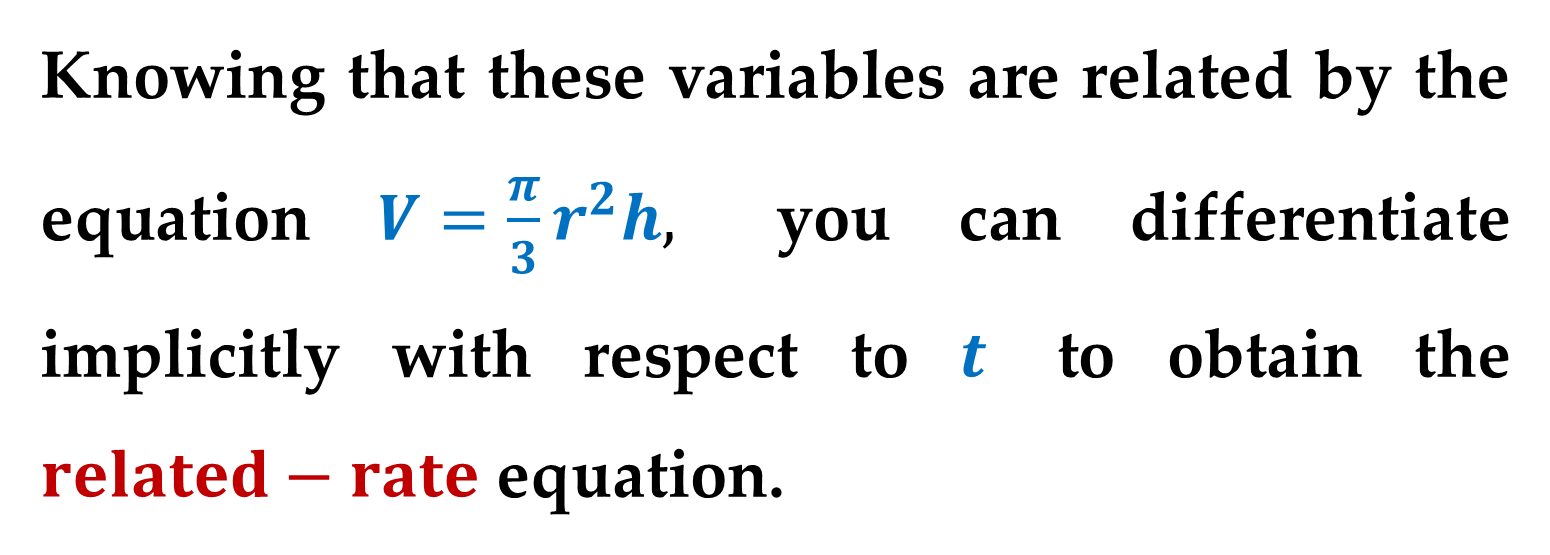 Knowing that these variables are related by the
equation V = π/3 r²h, you can differentiate
implicitly with respect to t to obtain the
related – rate equation.